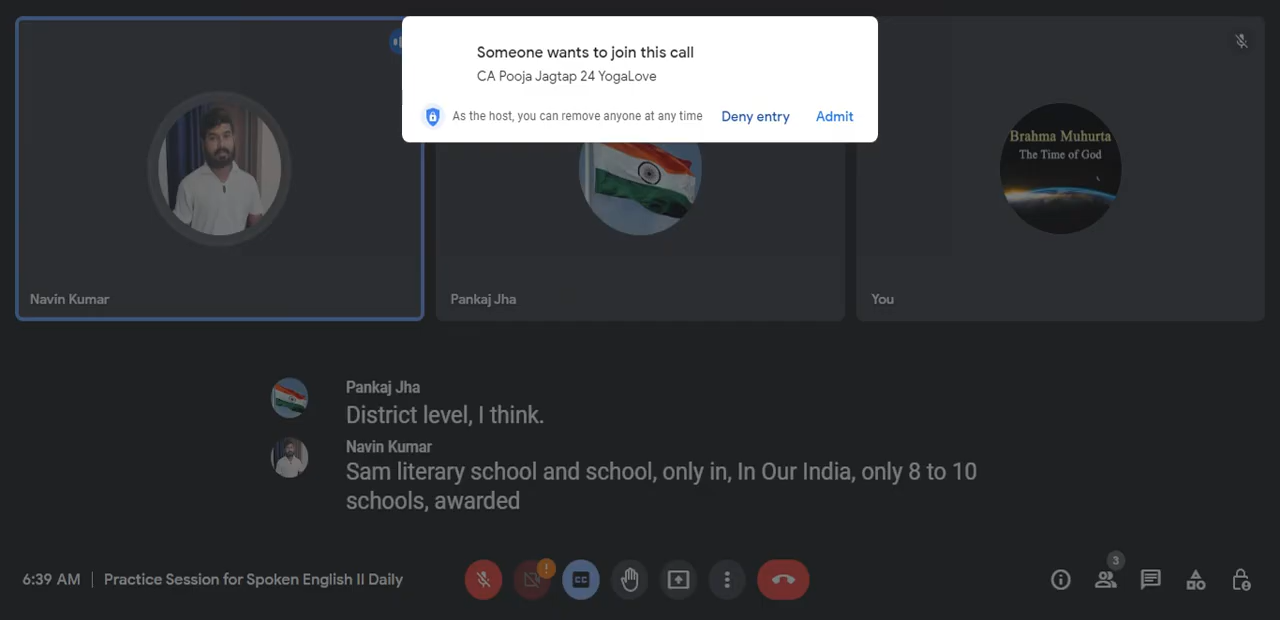 Someone wants to join this call
CA Pooja Jagtap 24 YogaLove
As the host, you can remove anyone at any time Deny entry Admit
Brahma Muhurta
The Time of God
Navin Kumar Pankaj Jha You
Pankaj Jha
District level, I think.
Navin Kumar
Sam literary school and school, only in, In Our India, only 8 to 10
schools, awarded
6:39 AM | Practice Session for Spoken English II Daily
CC
3